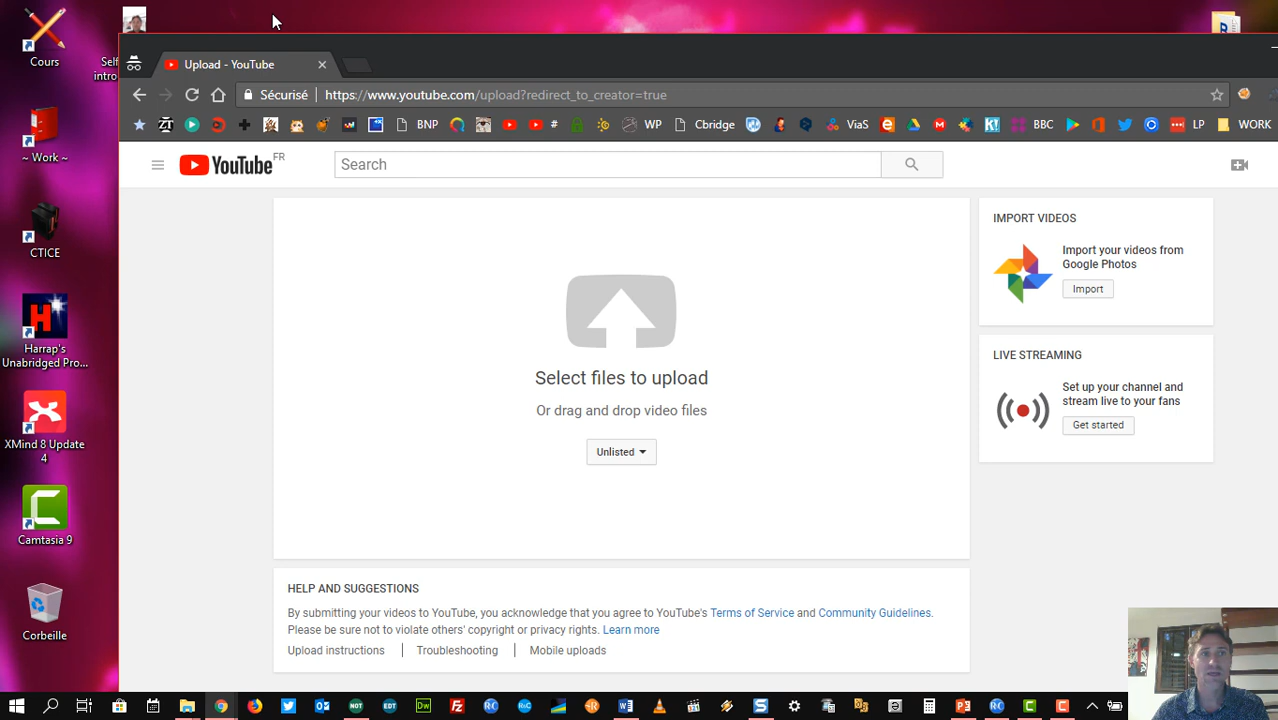 Cours
Self
intro
~ Work ~
CTICE
Harrap's
Unabridged Pro...
XMind 8 Update
4
Camtasia 9
Corbeille
Upload - YouTube
Sécurisé
https://www.youtube.com/upload?redirect_to_creator=true
BNP # WP Cbridge ViaS BBC LP WORK
YouTube FR
Search
Select files to upload
Or drag and drop video files
Unlisted
IMPORT VIDEOS
Import your videos from
Google Photos
Import
LIVE STREAMING
Set up your channel and
stream live to your fans
Get started
HELP AND SUGGESTIONS
By submitting your videos to YouTube, you acknowledge that you agree to YouTube's Terms of Service and Community Guidelines.
Please be sure not to violate others' copyright or privacy rights. Learn more
Upload instructions | Troubleshooting | Mobile uploads